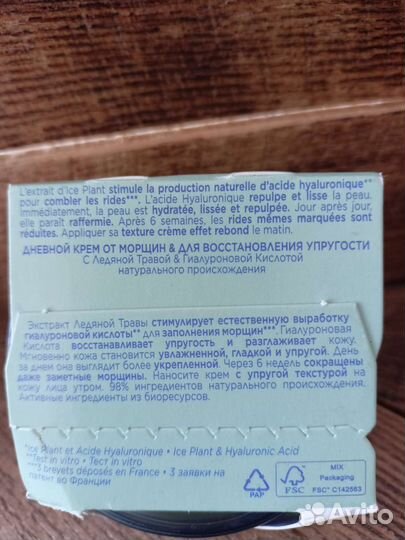 L'extrait d'Ice Plant stimule la production naturelle d'acide hyaluronique**
pour combler les rides***. L'acide Hyaluronique repulpe et lisse la peau.
Immédiatement, la peau est hydratée, lissée et repulpée. Jour après jour,
elle paraît raffermie. Après 6 semaines, les rides mêmes marquées sont
réduites. Appliquer sa texture crème effet rebond le matin.
ДНЕВНОЙ КРЕМ ОТ МОРЩИН & ДЛЯ ВОССТАНОВЛЕНИЯ УПРУГОСТИ
С Ледяной Травой & Гиалуроновой Кислотой
натурального происхождения
Экстракт Ледяной Травы стимулирует естественную выработку
гиалуроновой кислоты** для заполнения морщин***. Гиалуроновая
Кислота восстанавливает упругость и разглаживает кожу.
Мгновенно кожа становится увлажненной, гладкой и упругой. День
за днем она выглядит более укрепленной. Через 6 недель сокращены
даже заметные морщины. Наносите крем с упругой текстурой на
кожу лица утром. 98% ингредиентов натурального происхождения.
Активные ингредиенты из биоресурсов.
*Ice Plant et Acide Hyaluronique • Ice Plant & Hyaluronic Acid
**Test in vitro • Тест in vitro
***3 brevets déposés en France • 3 заявки на
патент во Франции
PAP
FSC
MIX
Packaging
FSC® C142563
Avito